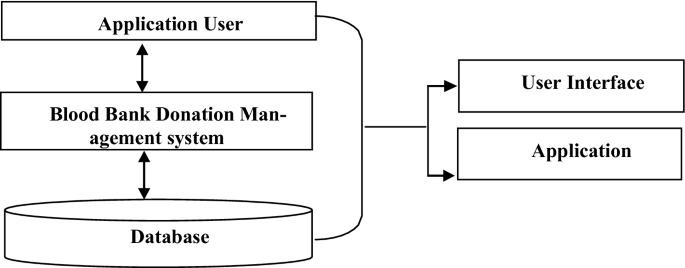 Application User
Blood Bank Donation Man-
agement system
Database
User Interface
Application